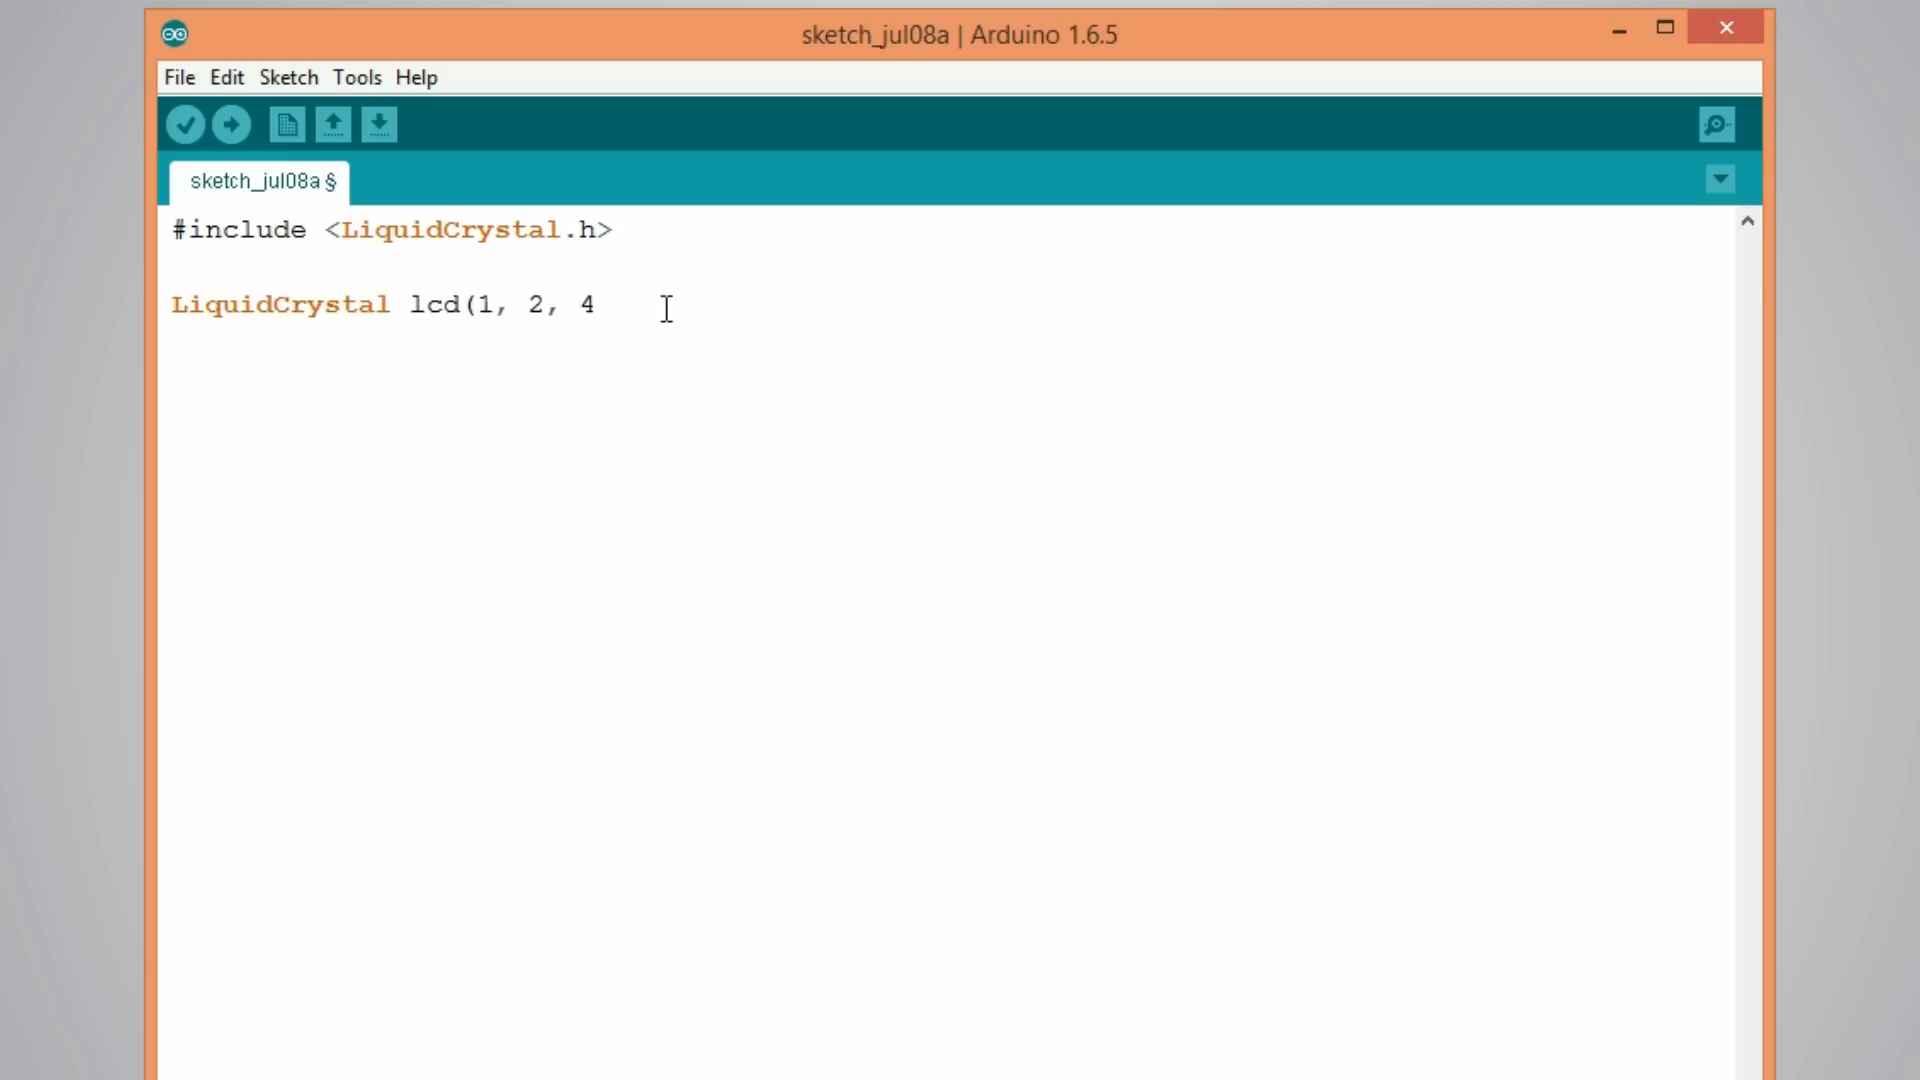 sketch_jul08a | Arduino 1.6.5
File Edit Sketch Tools Help
sketch_jul08a §
#include <LiquidCrystal.h>
LiquidCrystal lcd(1, 2, 4